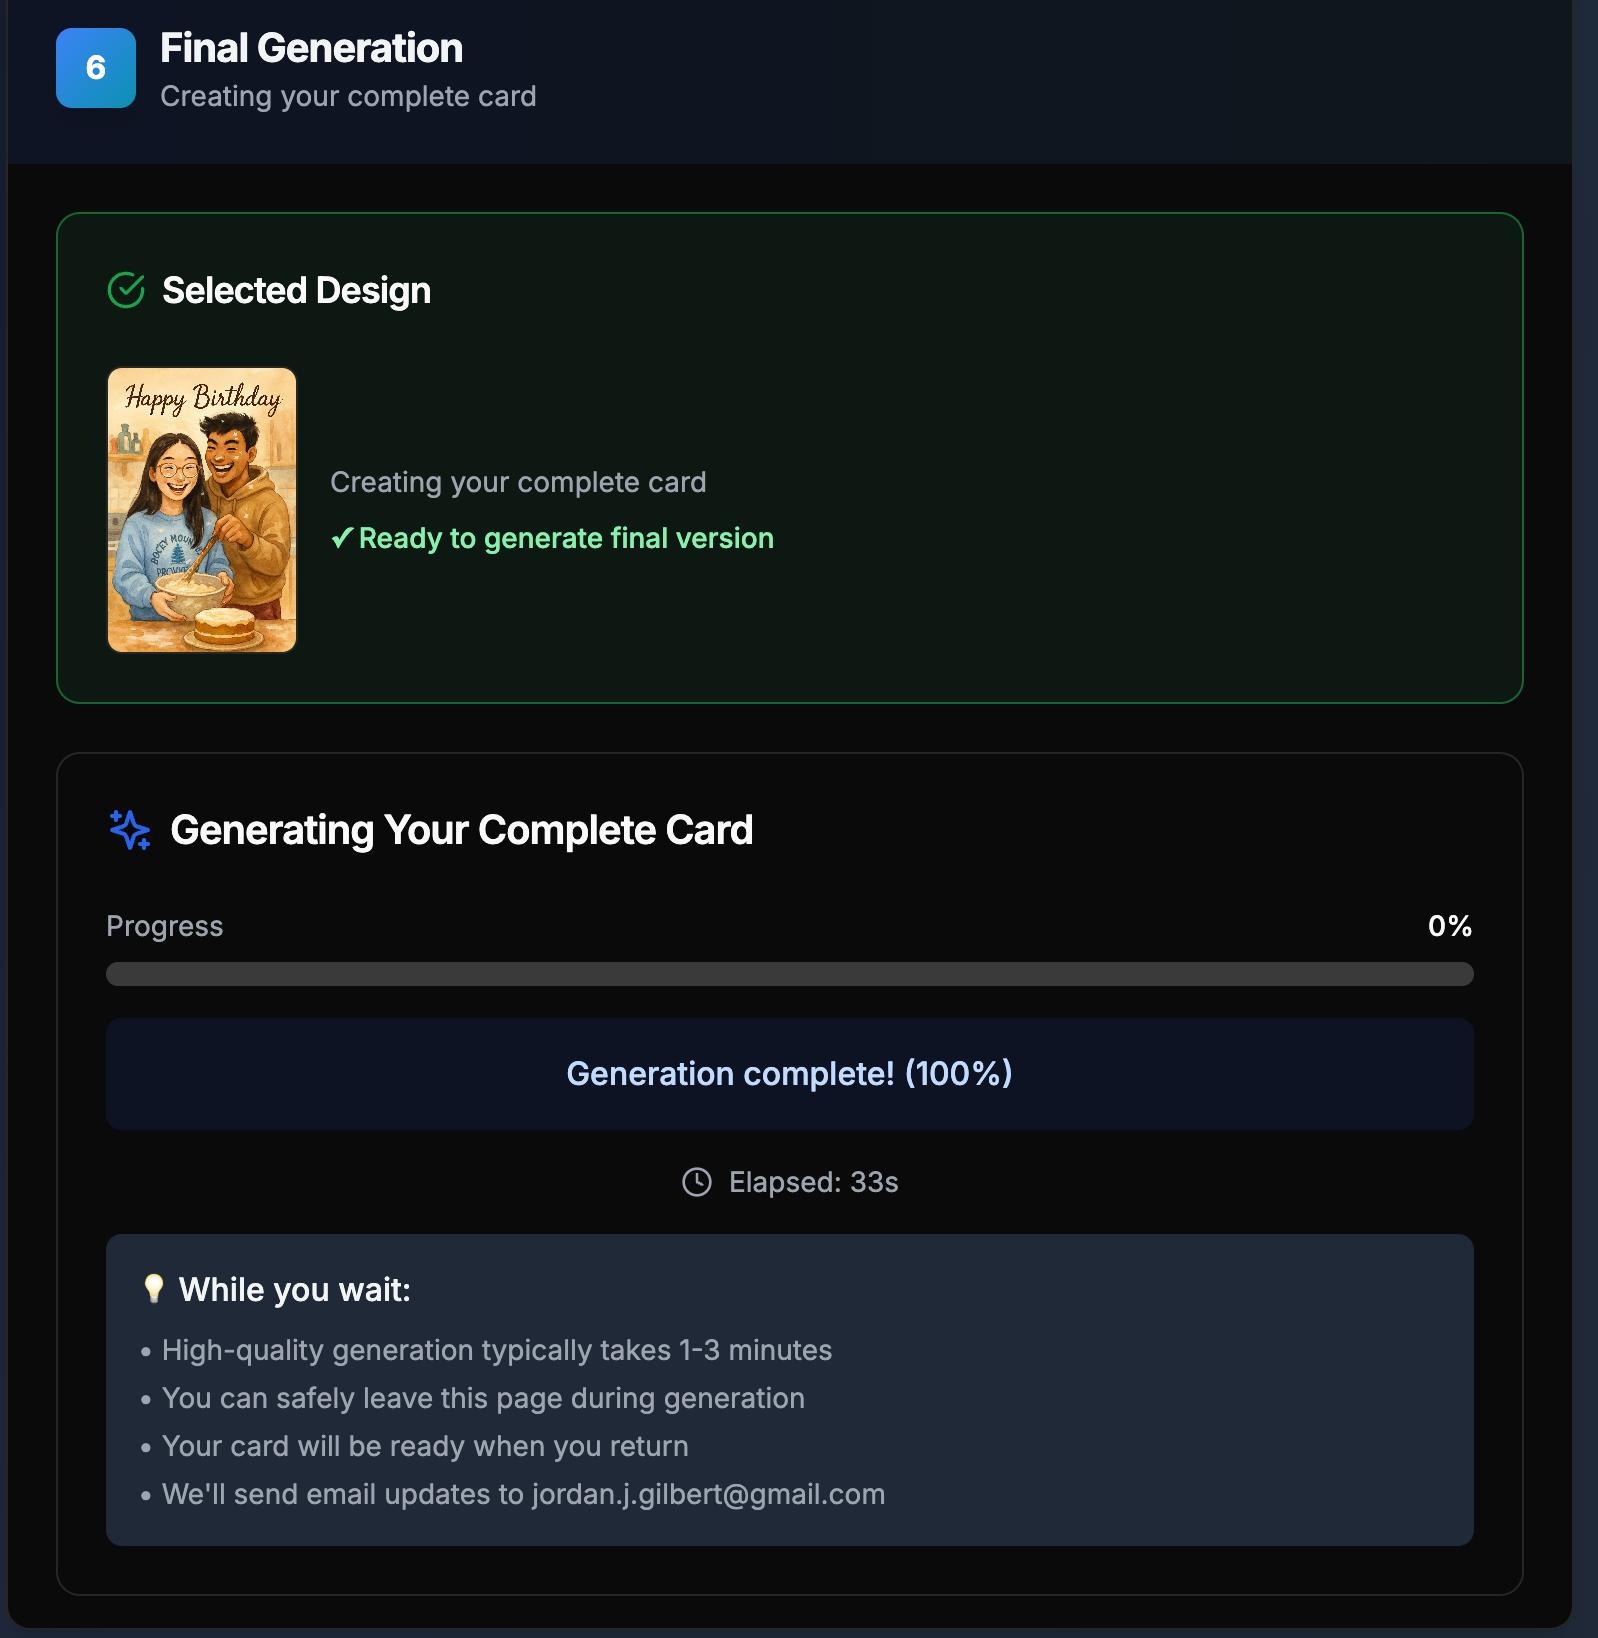 6
Final Generation
Creating your complete card
Selected Design
Happy Birthday
ROCKY MOUN
PROVI
Creating your complete card
✓ Ready to generate final version
Generating Your Complete Card
Progress
0%
Generation complete! (100%)
Elapsed: 33s
💡 While you wait:
• High-quality generation typically takes 1-3 minutes
• You can safely leave this page during generation
• Your card will be ready when you return
• We'll send email updates to jordan.j.gilbert@gmail.com